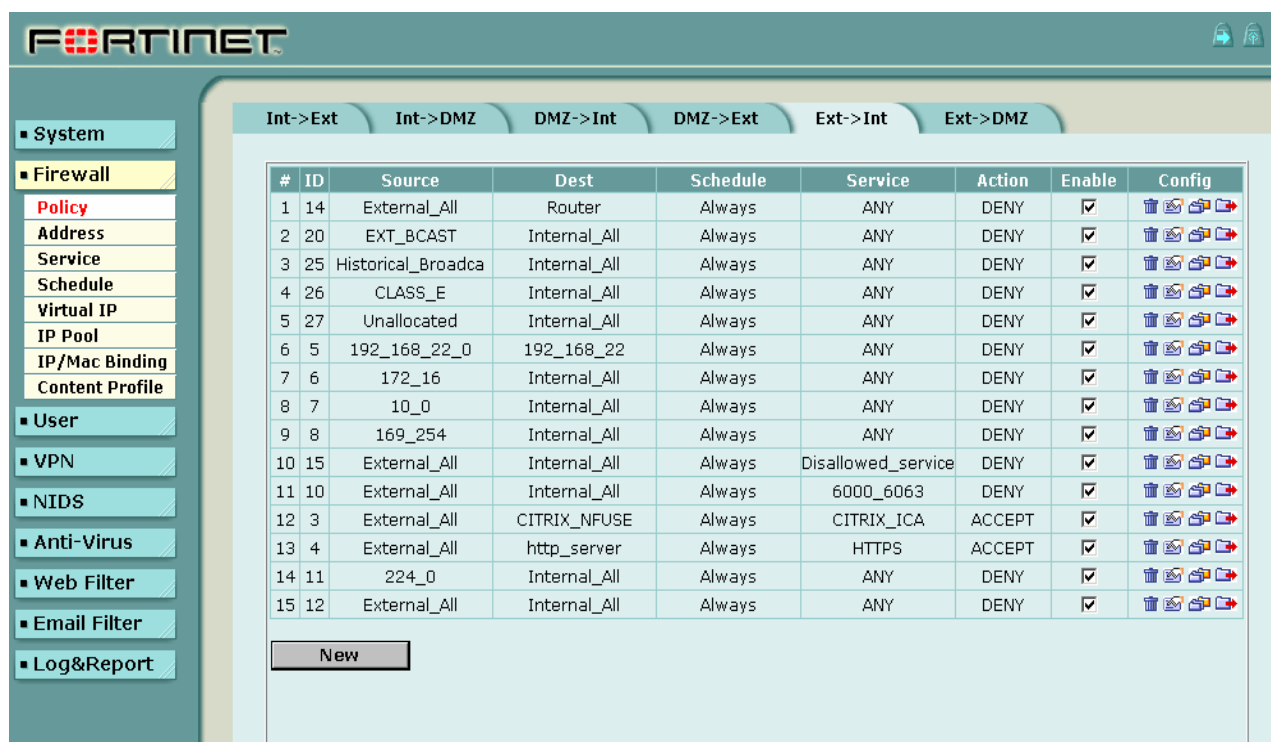 FORTINET
Int->Ext Int->DMZ DMZ->Int DMZ->Ext Ext->Int Ext->DMZ
System
Firewall
Policy
Address
Service
Schedule
Virtual IP
IP Pool
IP/Mac Binding
Content Profile
User
VPN
NIDS
Anti-Virus
Web Filter
Email Filter
Log&Report
# ID Source Dest Schedule Service Action Enable Config
1 14 External_All Router Always ANY DENY
2 20 EXT_BCAST Internal_All Always ANY DENY
3 25 Historical_Broadca Internal_All Always ANY DENY
4 26 CLASS_E Internal_All Always ANY DENY
5 27 Unallocated Internal_All Always ANY DENY
6 5 192_168_22_0 192_168_22 Always ANY DENY
7 6 172_16 Internal_All Always ANY DENY
8 7 10_0 Internal_All Always ANY DENY
9 8 169_254 Internal_All Always ANY DENY
10 15 External_All Internal_All Always Disallowed_service DENY
11 10 External_All Internal_All Always 6000_6063 DENY
12 3 External_All CITRIX_NFUSE Always CITRIX_ICA ACCEPT
13 4 External_All http_server Always HTTPS ACCEPT
14 11 224_0 Internal_All Always ANY DENY
15 12 External_All Internal_All Always ANY DENY
New